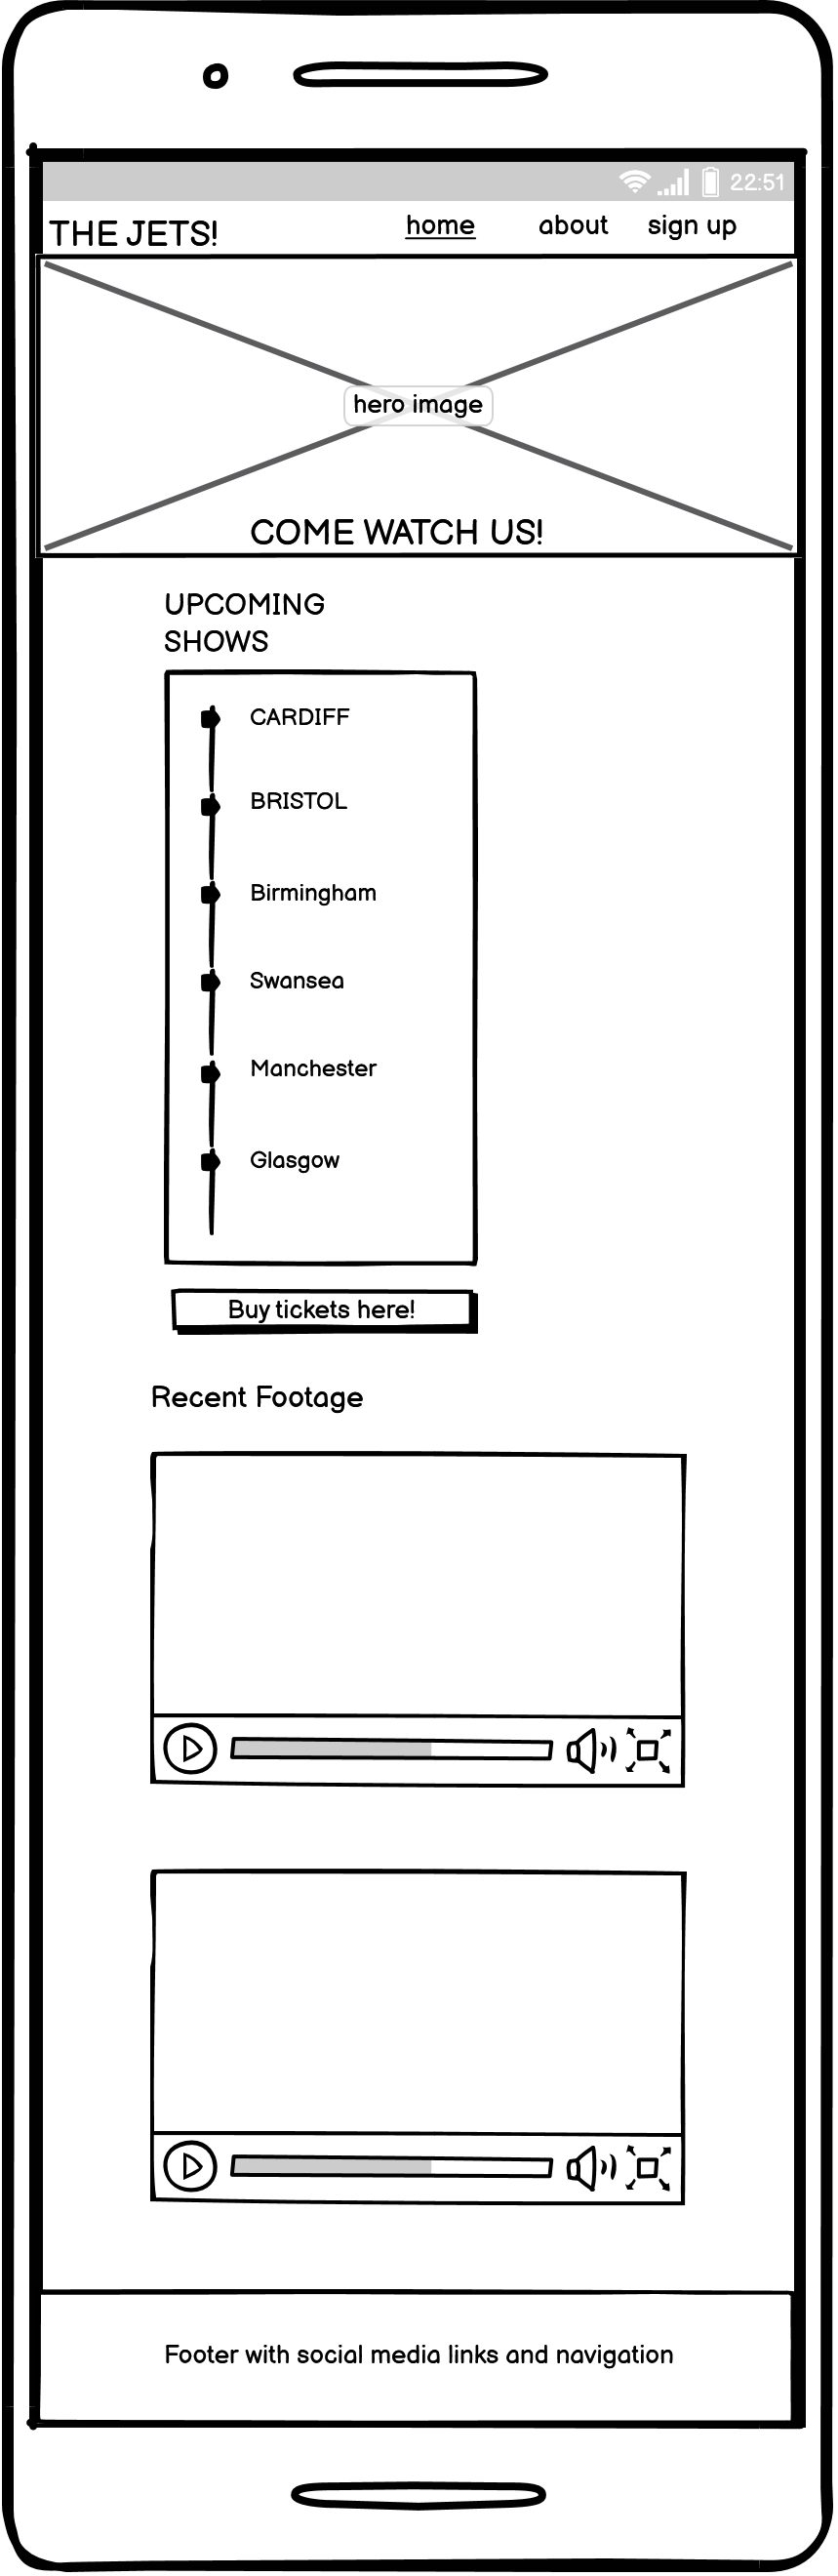 22:51
THE JETS!
home about sign up
hero image
COME WATCH US!
UPCOMING
SHOWS
CARDIFF
BRISTOL
Birmingham
Swansea
Manchester
Glasgow
Buy tickets here!
Recent Footage
Footer with social media links and navigation